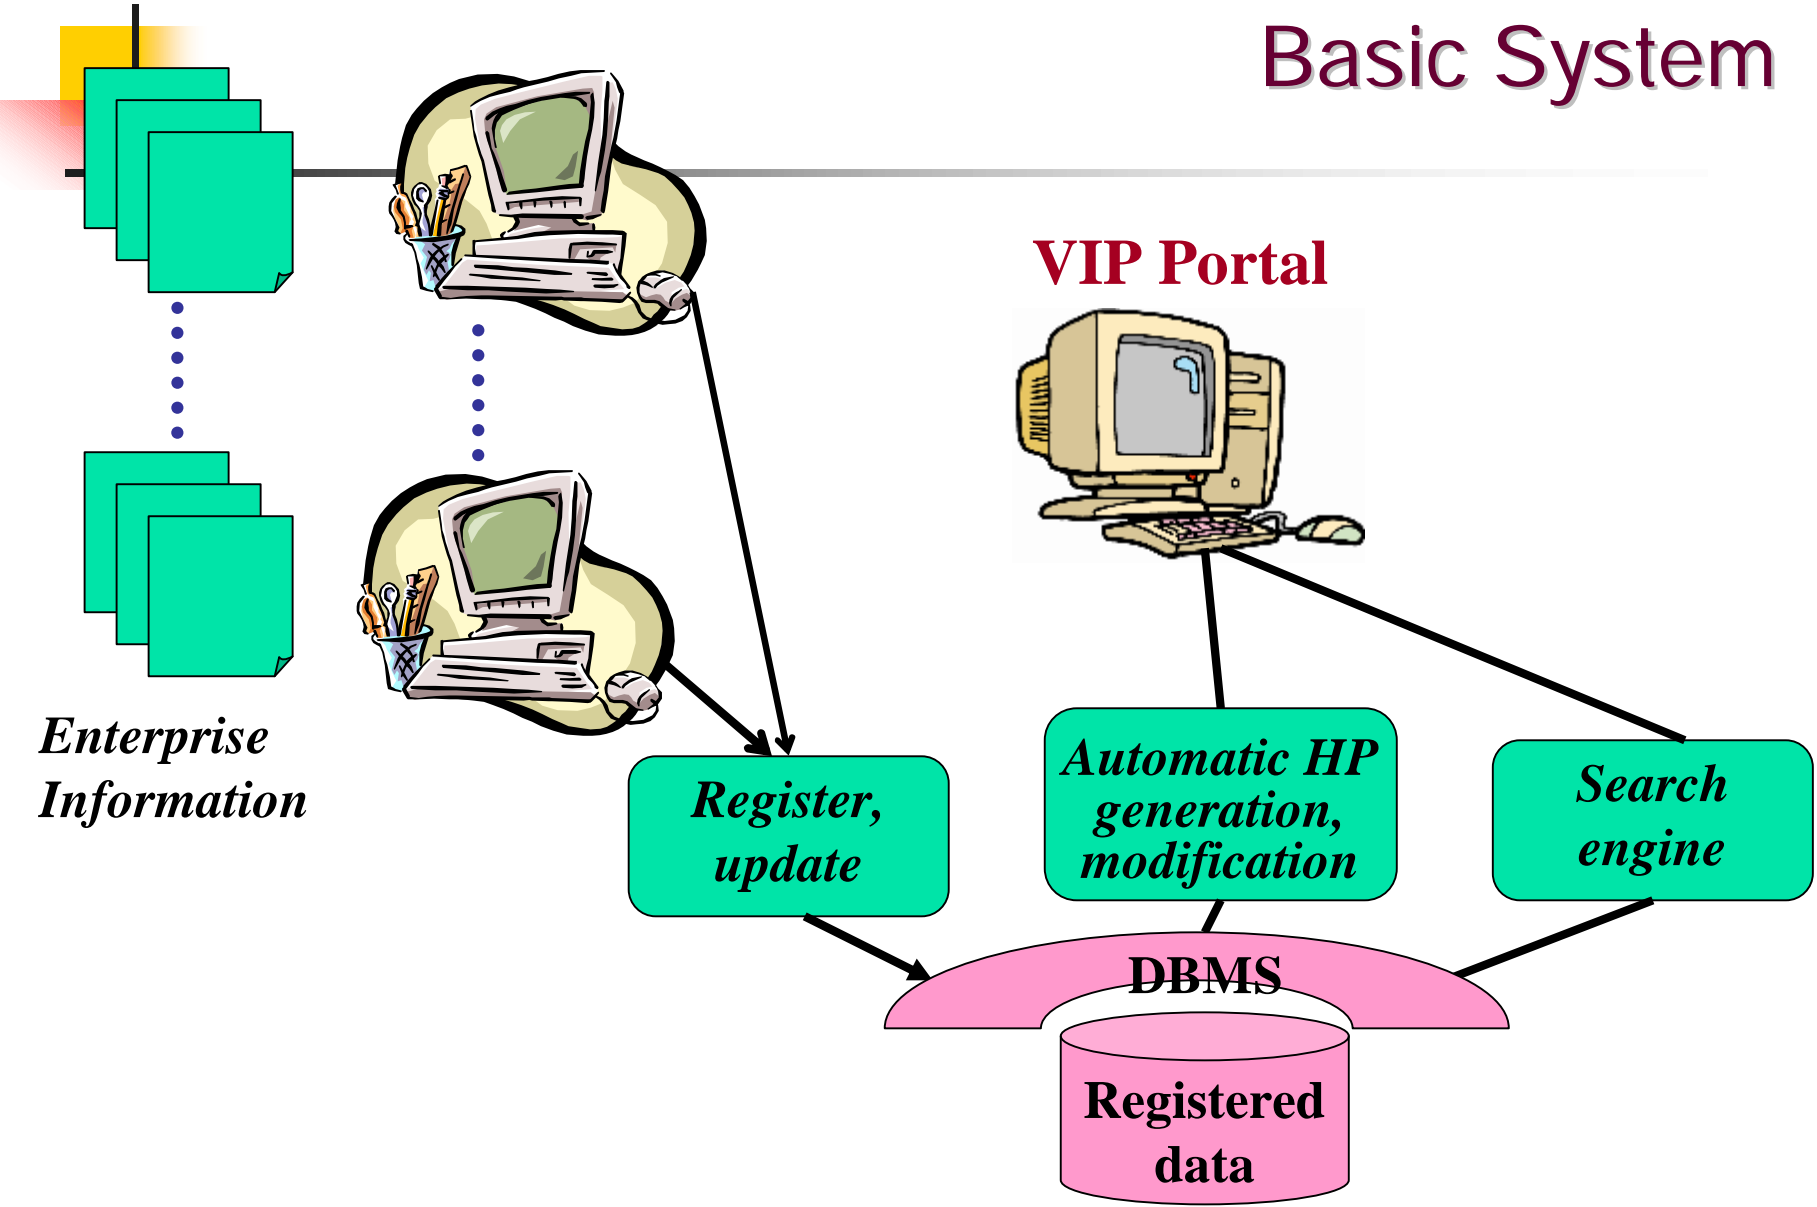 Basic System
VIP Portal
Enterprise
Information
Register,
update
Automatic HP
generation,
modification
Search
engine
DBMS
Registered
data